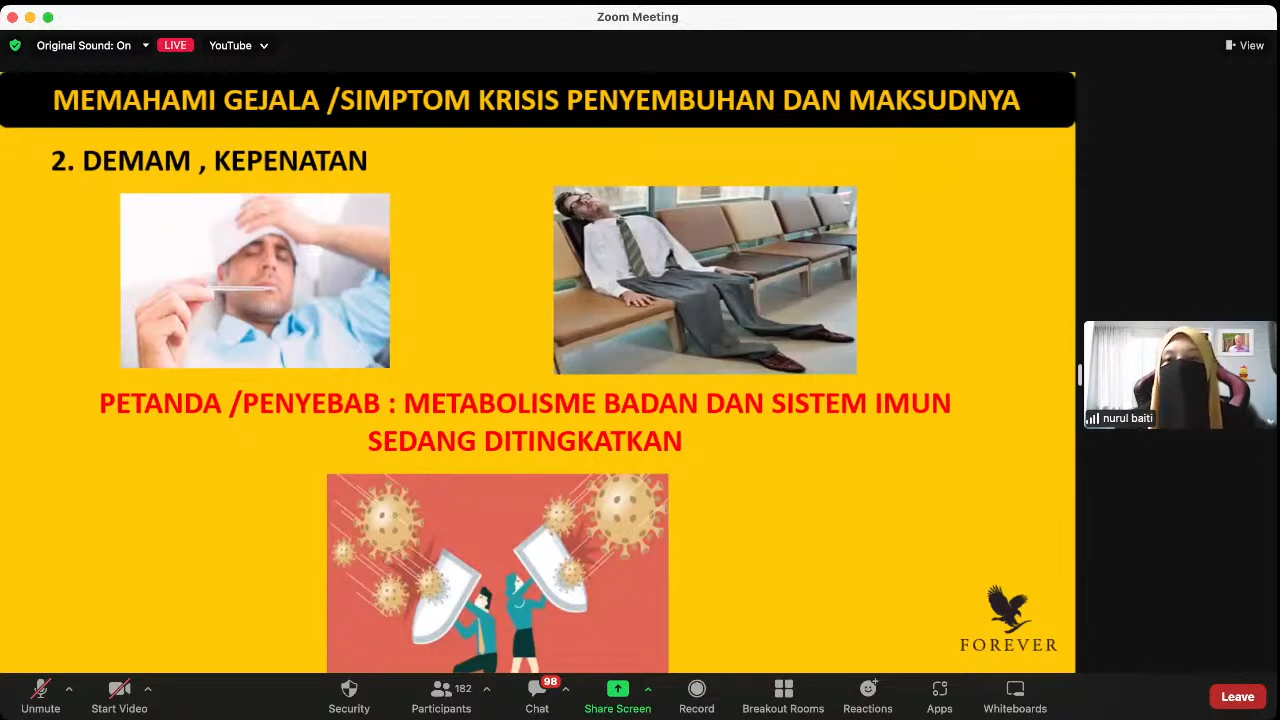 Zoom Meeting
Original Sound: On
LIVE
YouTube
View
MEMAHAMI GEJALA /SIMPTOM KRISIS PENYEMBUHAN DAN MAKSUDNYA
2. DEMAM , KEPENATAN
PETANDA /PENYEBAB : METABOLISME BADAN DAN SISTEM IMUN
SEDANG DITINGKATKAN
nurul baiti
FOREVER
Unmute
Start Video
Security
182
Participants
98
Chat
Share Screen
Record
Breakout Rooms
Reactions
Apps
Whiteboards
Leave